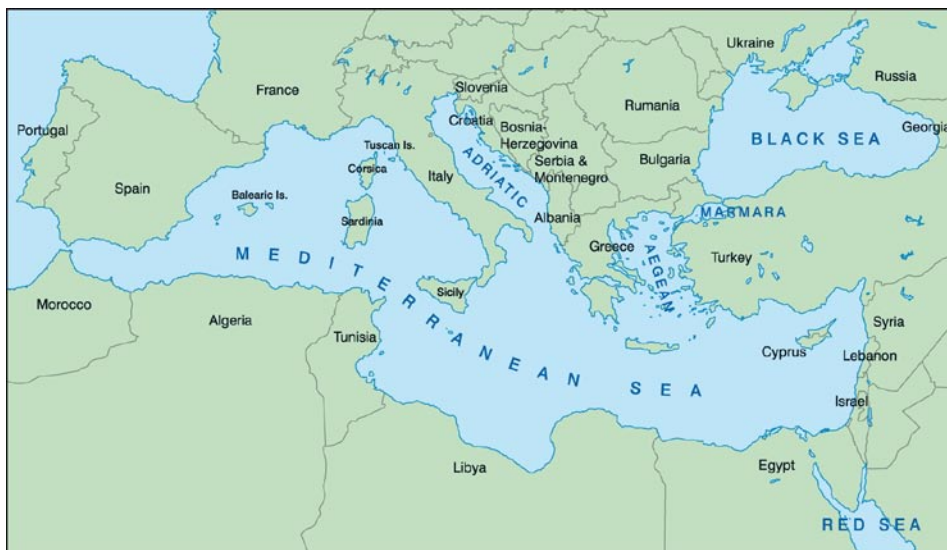 Ukraine
Russia
France
Slovenia
Rumania
Croatia
Georgia
Portugal
Bosnia-
Herzegovina
BLACK SEA
Tuscan Is.
Corsica
Serbia &
Montenegro
Bulgaria
Italy
ADRIATIC
Spain
Balearic Is.
Sardinia
Albania
MARMARA
Greece
AEGEAN
Turkey
MEDITERRANEAN SEA
Sicily
Morocco
Algeria
Tunisia
Syria
Cyprus
Lebanon
Israel
Libya
Egypt
RED SEA